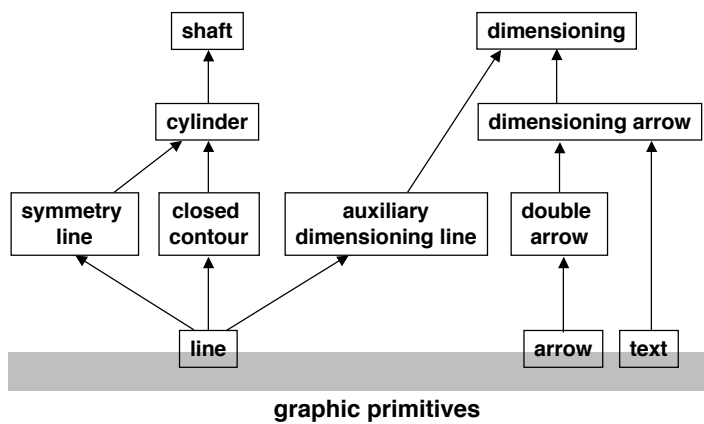 shaft
dimensioning
cylinder
dimensioning arrow
symmetry
line
closed
contour
auxiliary
dimensioning line
double
arrow
line
arrow
text
graphic primitives